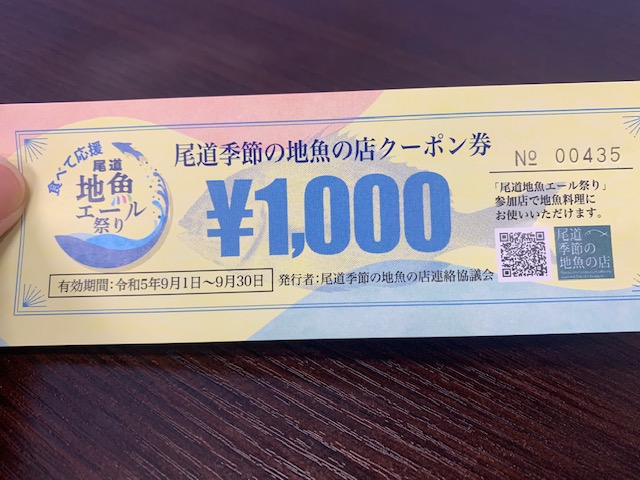 食べて応援
尾道
地魚
エール
祭り
尾道季節の地魚の店クーポン券
№ 00435
¥1,000
「尾道地魚エール祭り」
参加店で地魚料理に
お使いいただけます。
尾道
季節の
地魚の店
有効期間:令和5年9月1日〜9月30日
発行者:尾道季節の地魚の店連絡協議会